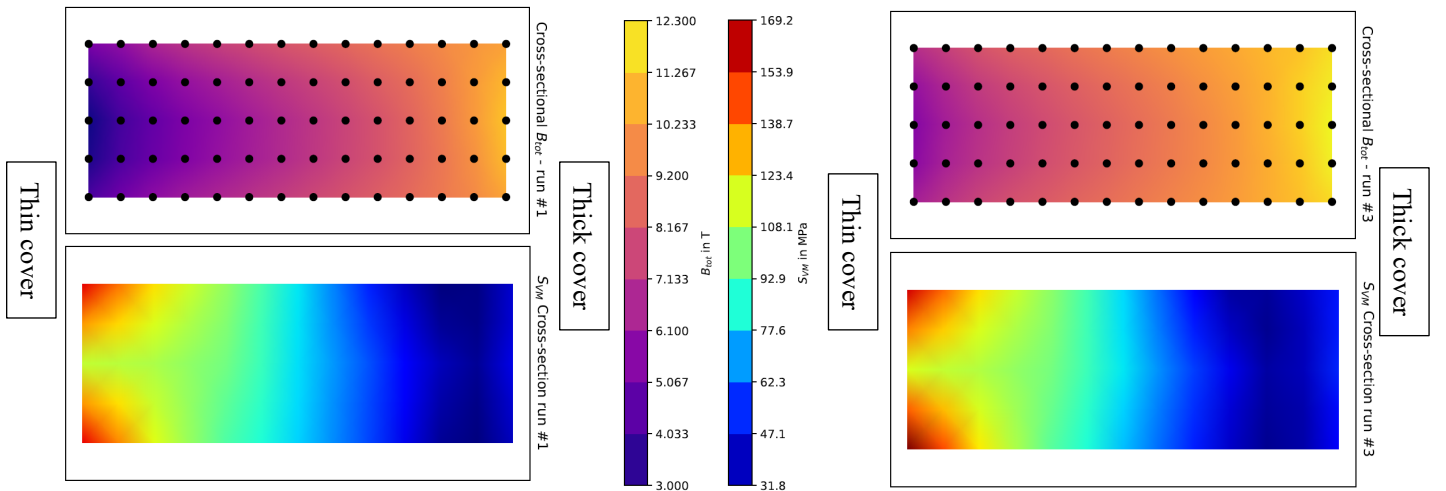 Cross-sectional B_tot - run #1
Thin cover
S_VM Cross-section run #1
Thick cover
12.300
11.267
10.233
9.200
8.167
7.133
6.100
5.067
4.033
3.000
B_tot in T
169.2
153.9
138.7
123.4
108.1
92.9
77.6
62.3
47.1
31.8
S_VM in MPa
Thin cover
Cross-sectional B_tot - run #3
S_VM Cross-section run #3
Thick cover